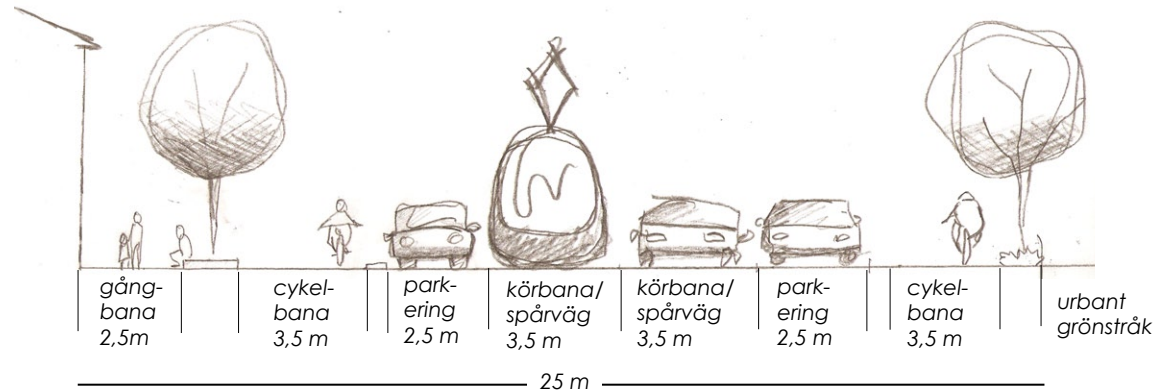 gång-
bana
2,5m
cykel-
bana
3,5 m
park-
ering
2,5 m
körbana/
spårväg
3,5 m
körbana/
spårväg
3,5 m
park-
ering
2,5 m
cykel-
bana
3,5 m
urbant
grönstråk
25 m